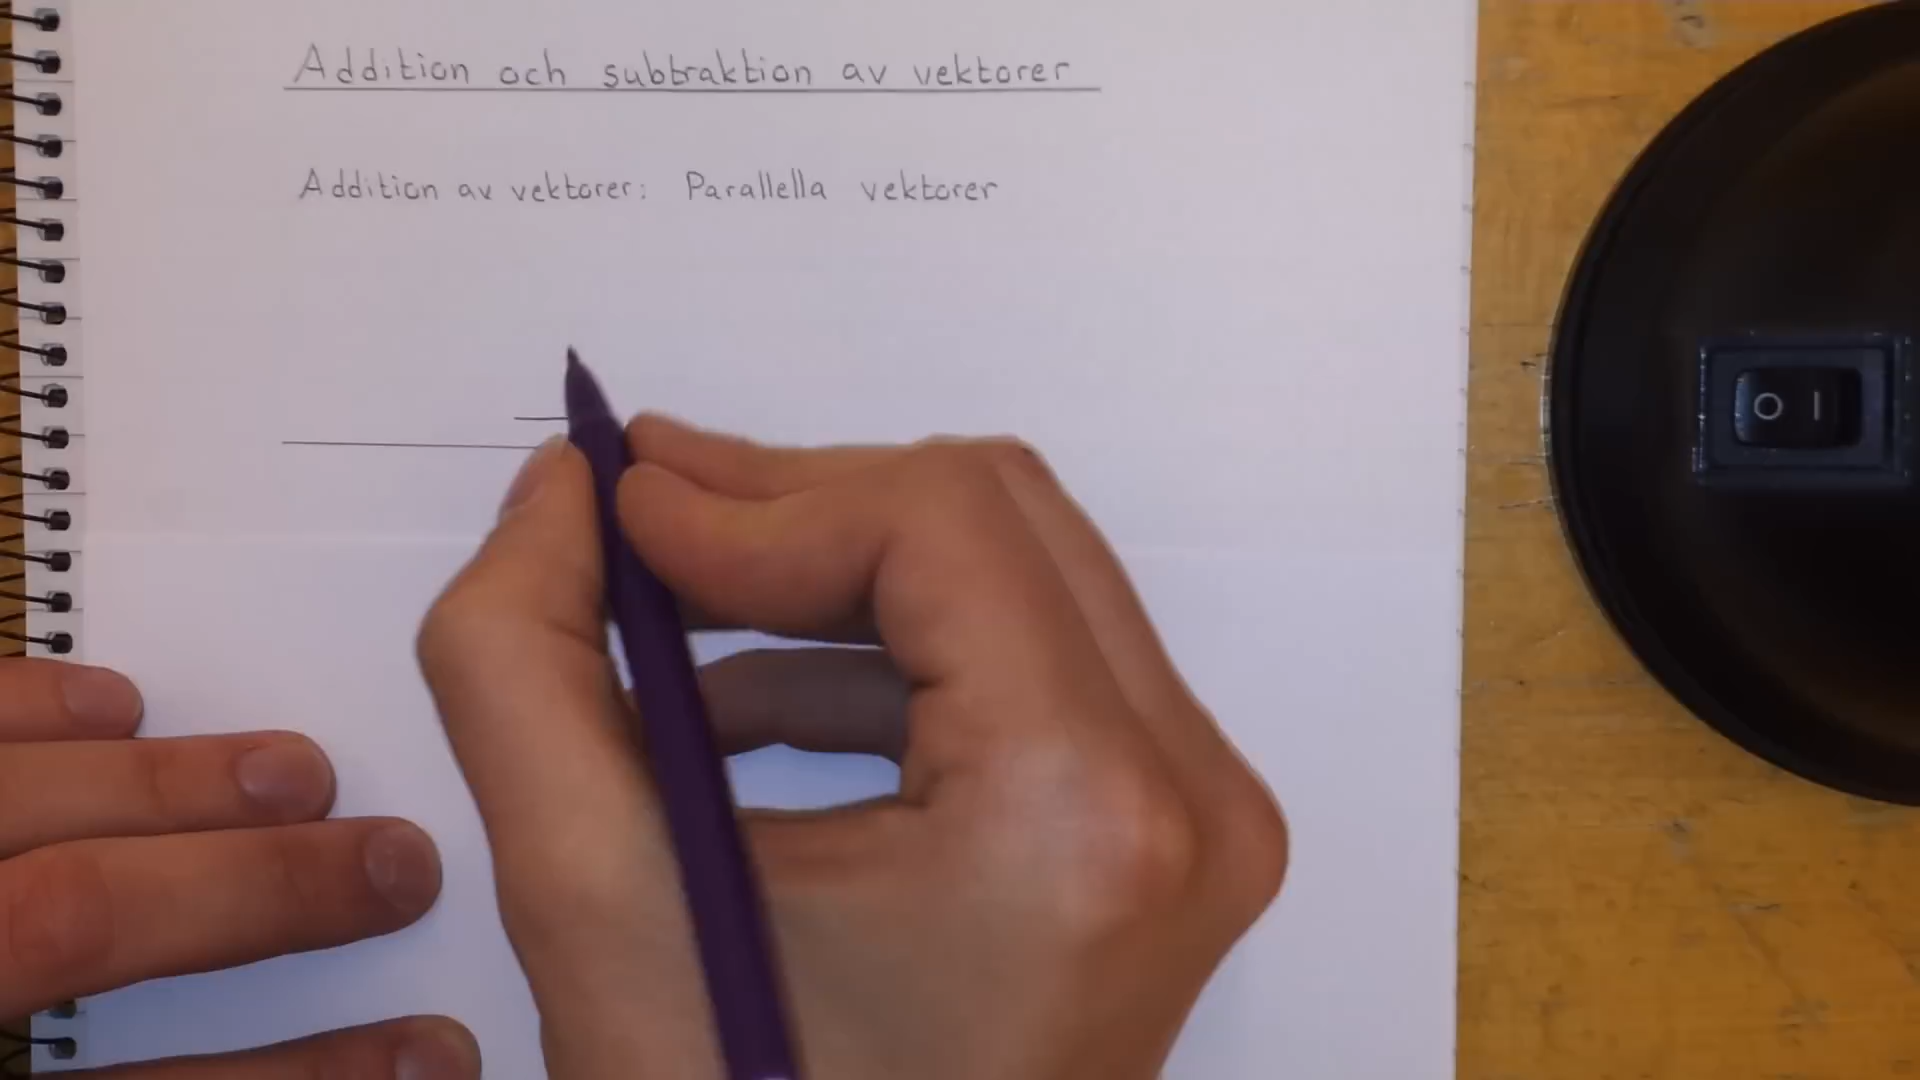 Addition och subtraktion av vektorer
Addition av vektorer: Parallella vektorer
O I